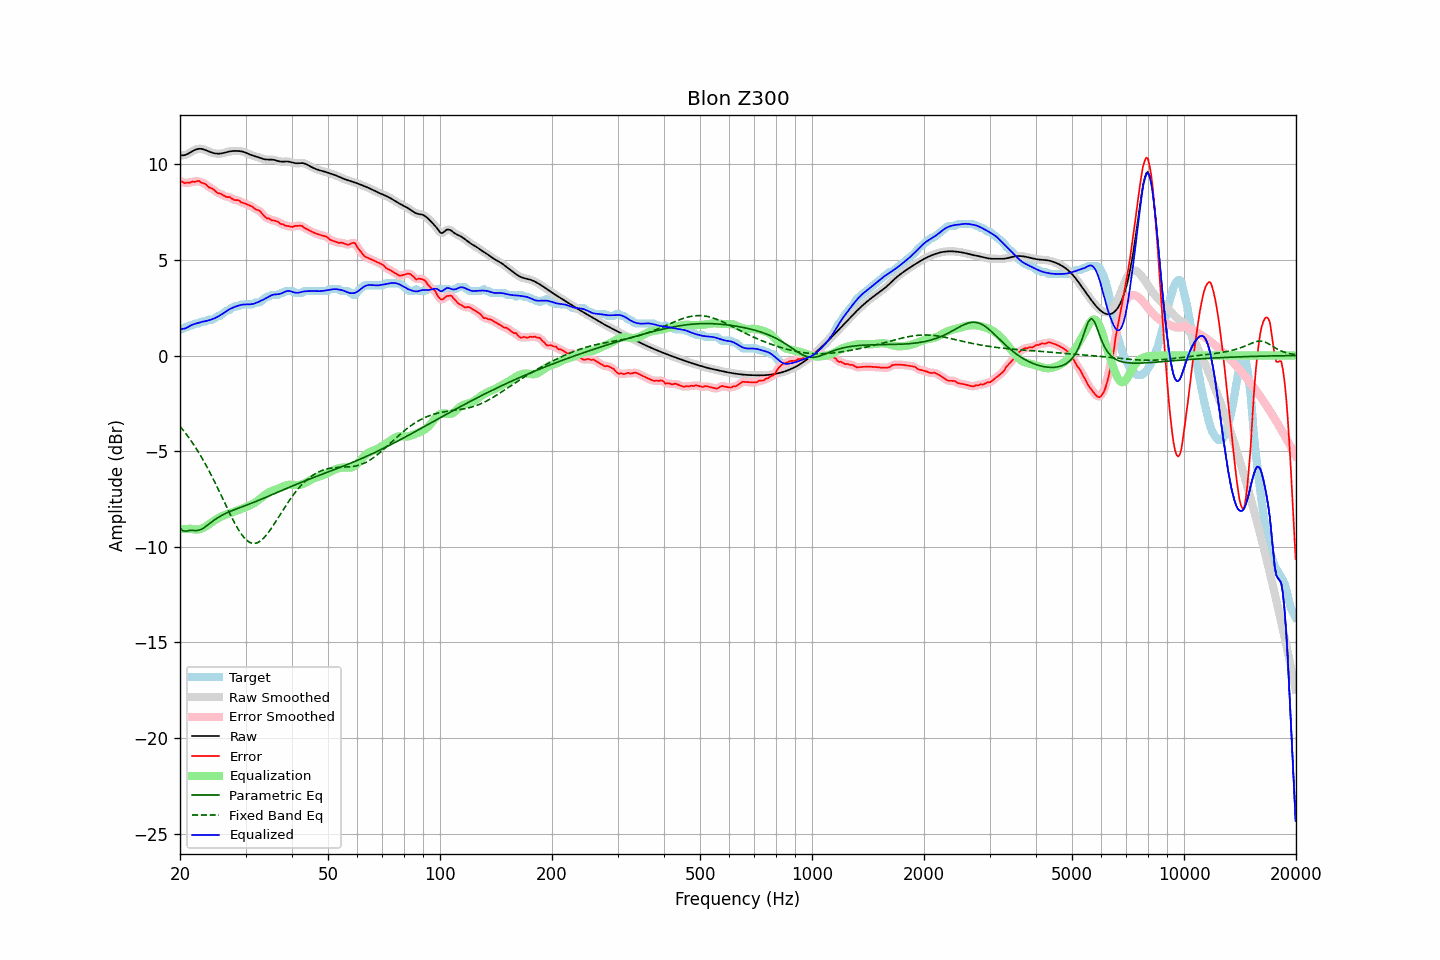 Blon Z300
Amplitude (dBr)
10
5
0
−5
−10
−15
−20
−25
Target
Raw Smoothed
Error Smoothed
Raw
Error
Equalization
Parametric Eq
Fixed Band Eq
Equalized
20 50 100 200 500 1000 2000 5000 10000 20000
Frequency (Hz)